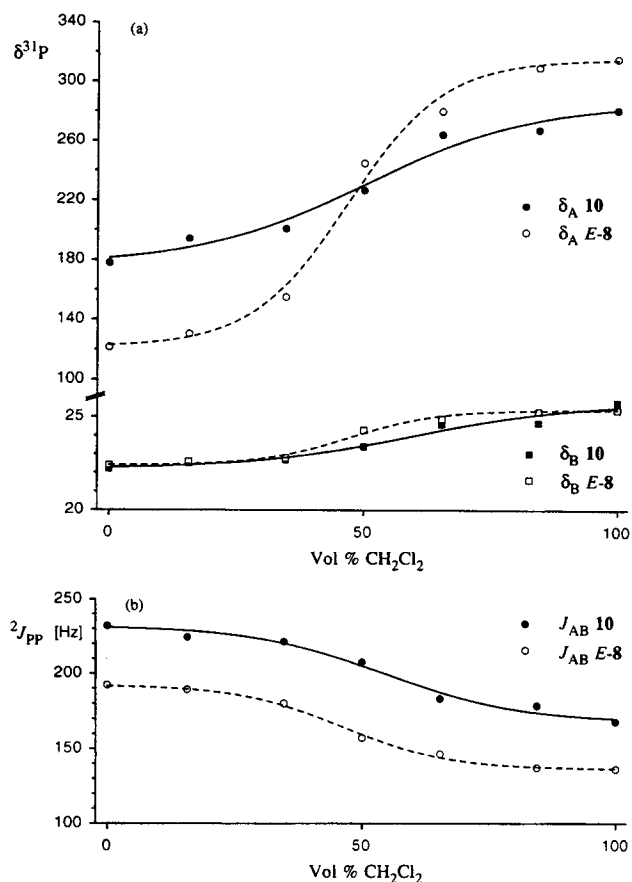 (a)
δ³¹P
340
300
260
220
180
140
100
25
20
● δA 10
○ δA E-8
■ δB 10
□ δB E-8
0 50 100
Vol % CH₂Cl₂
(b)
²JPP [Hz]
250
200
150
100
● JAB 10
○ JAB E-8
0 50 100
Vol % CH₂Cl₂